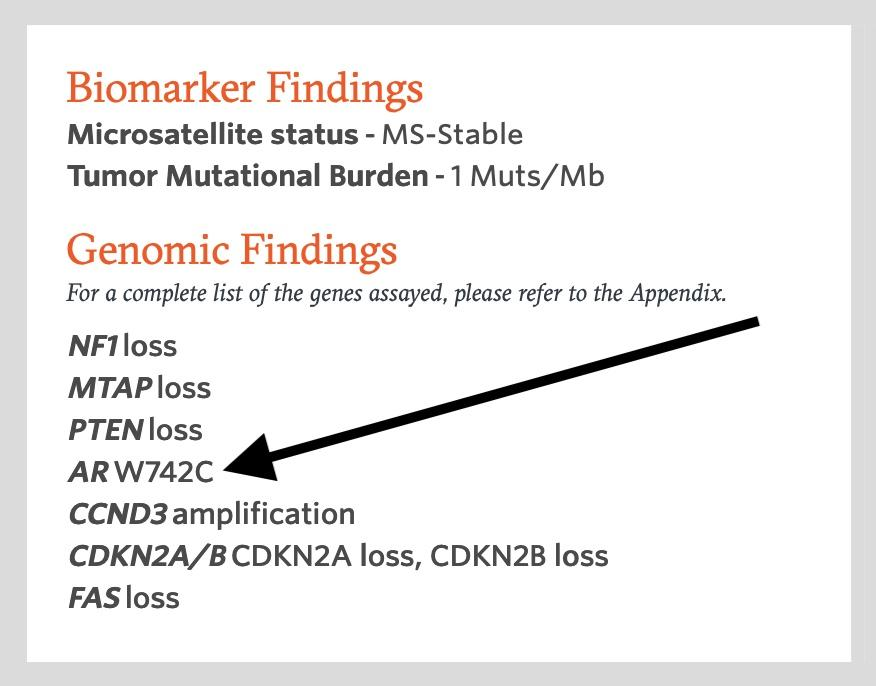 Biomarker Findings
Microsatellite status - MS-Stable
Tumor Mutational Burden - 1 Muts/Mb
Genomic Findings
For a complete list of the genes assayed, please refer to the Appendix.
NF1 loss
MTAP loss
PTEN loss
AR W742C
CCND3 amplification
CDKN2A/B CDKN2A loss, CDKN2B loss
FAS loss